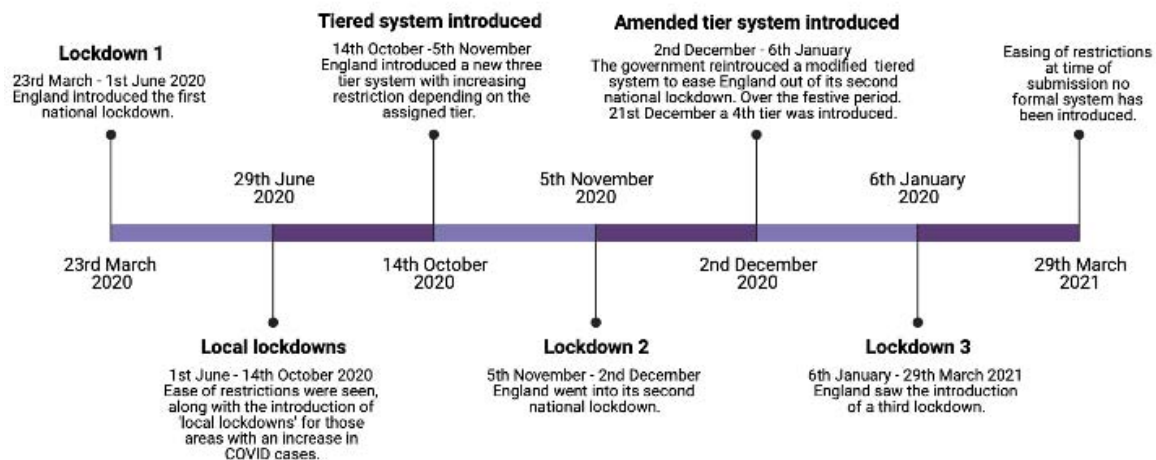 Lockdown 1
23rd March - 1st June 2020
England introduced the first
national lockdown.
Tiered system introduced
14th October -5th November
England introduced a new three
tier system with increasing
restriction depending on the
assigned tier.
Amended tier system introduced
2nd December - 6th January
The government reintrouced a modified tiered
system to ease England out of its second
national lockdown. Over the festive period.
21st December a 4th tier was introduced.
Easing of restrictions
at time of
submission no
formal system has
been introduced.
29th June
2020
5th November
2020
6th January
2020
23rd March
2020
14th October
2020
2nd December
2020
29th March
2021
Local lockdowns
1st June - 14th October 2020
Ease of restrictions were seen,
along with the introduction of
'local lockdowns' for those
areas with an increase in
COVID cases.
Lockdown 2
5th November - 2nd December
England went into its second
national lockdown.
Lockdown 3
6th January - 29th March 2021
England saw the introduction
of a third lockdown.